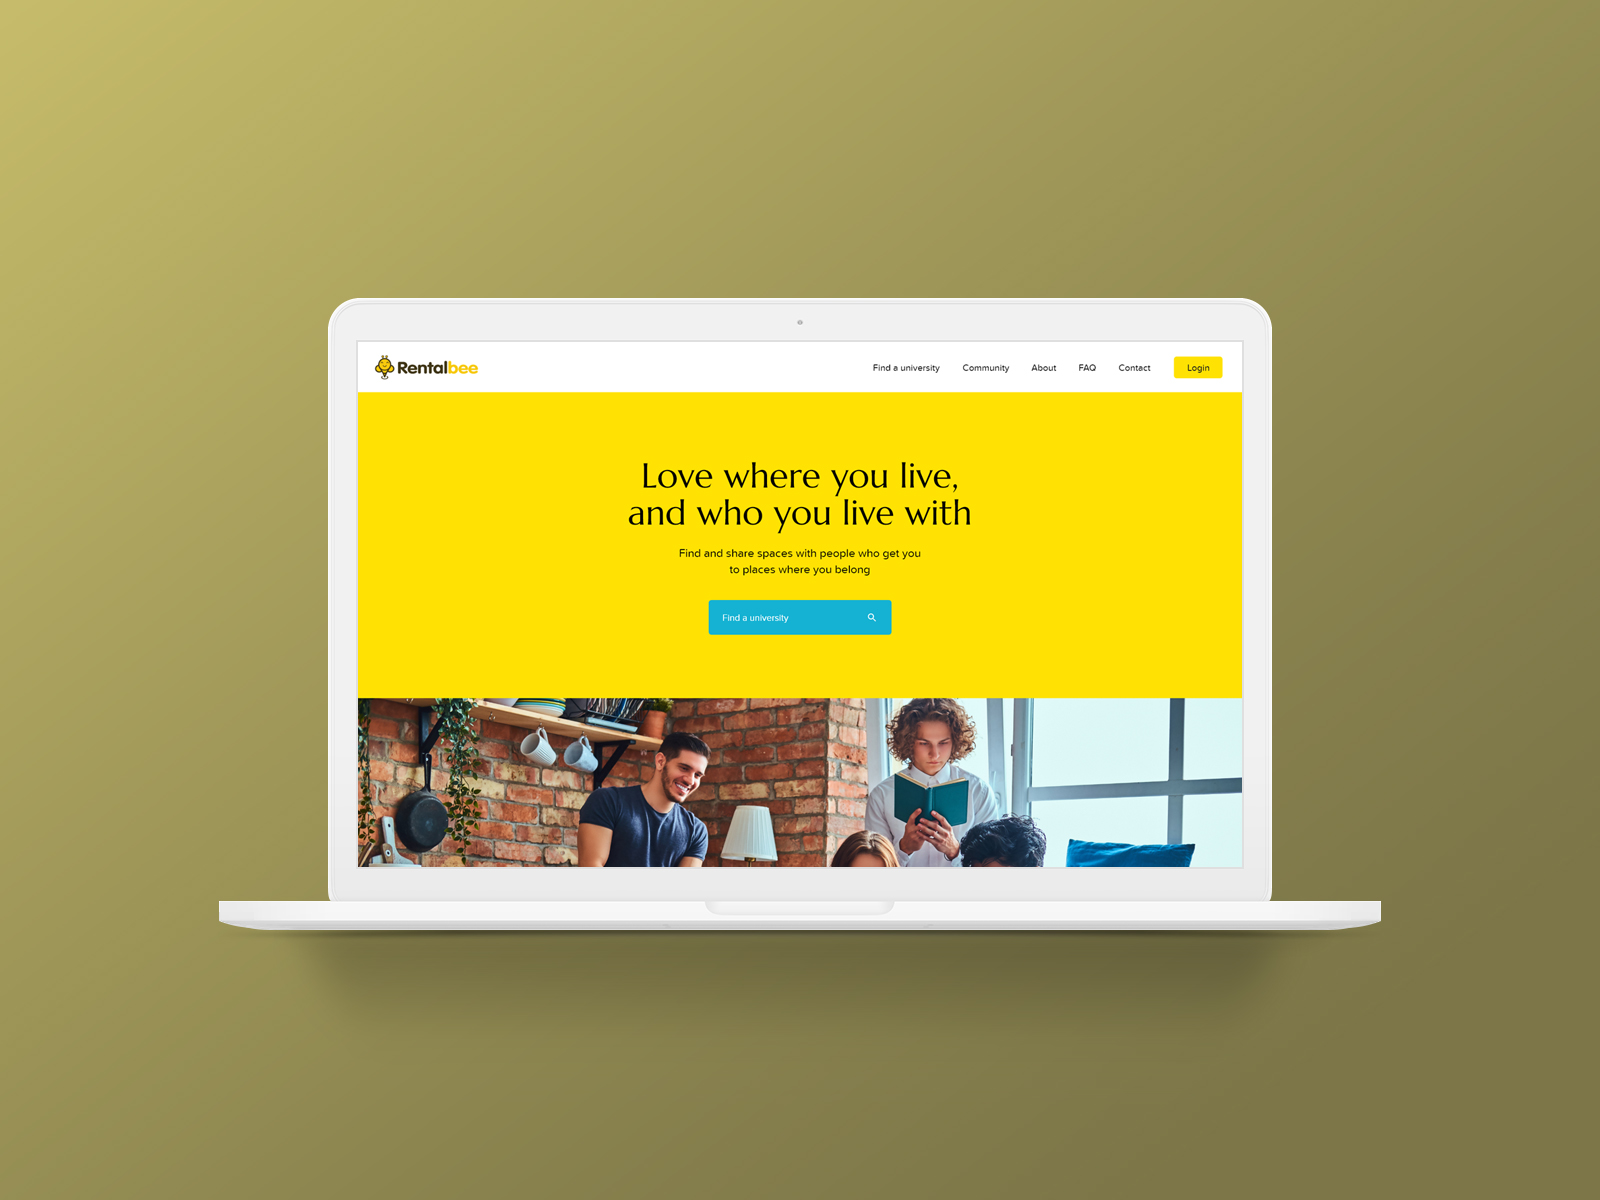 Rentalbee
Find a university
Community
About
FAQ
Contact
Login
Love where you live,
and who you live with
Find and share spaces with people who get you
to places where you belong
Find a university